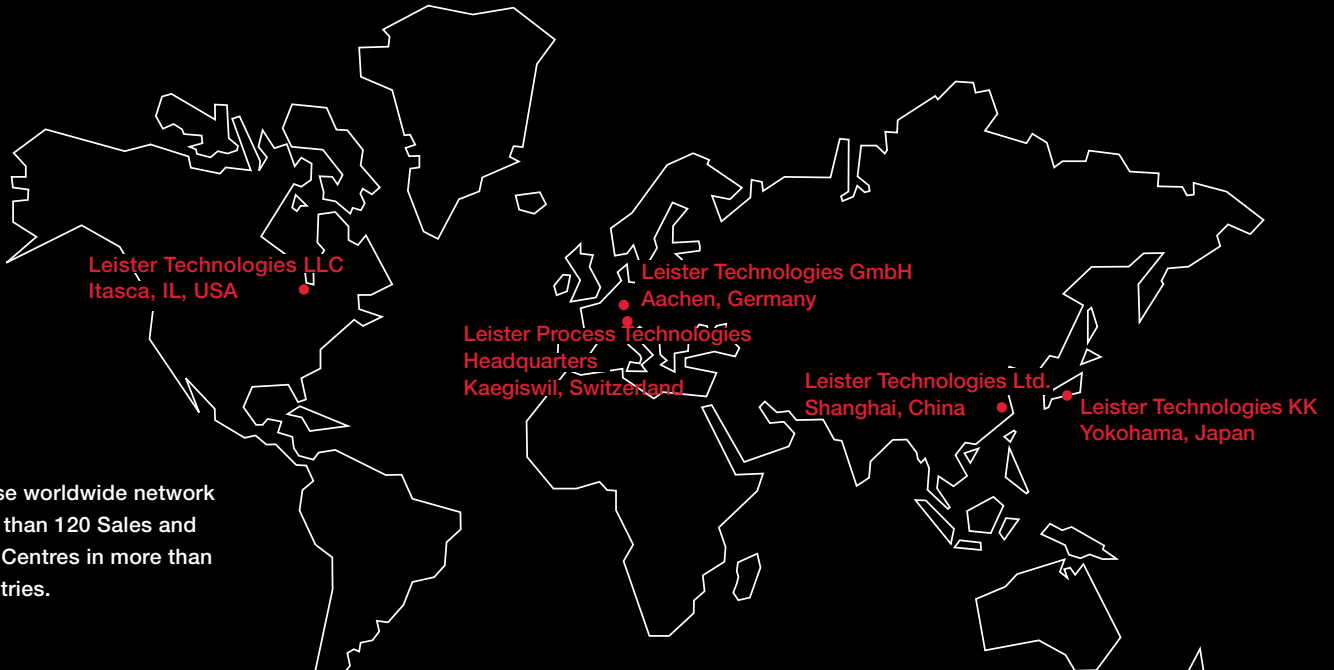 Leister Technologies LLC
Itasca, IL, USA
Leister Technologies GmbH
Aachen, Germany
Leister Process Technologies
Headquarters
Kaegiswil, Switzerland
Leister Technologies Ltd.
Shanghai, China
Leister Technologies KK
Yokohama, Japan
se worldwide network
than 120 Sales and
Centres in more than
tries.